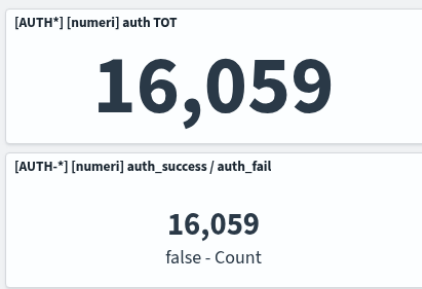 [AUTH*] [numeri] auth TOT
16,059
[AUTH-*] [numeri] auth_success / auth_fail
16,059
false - Count